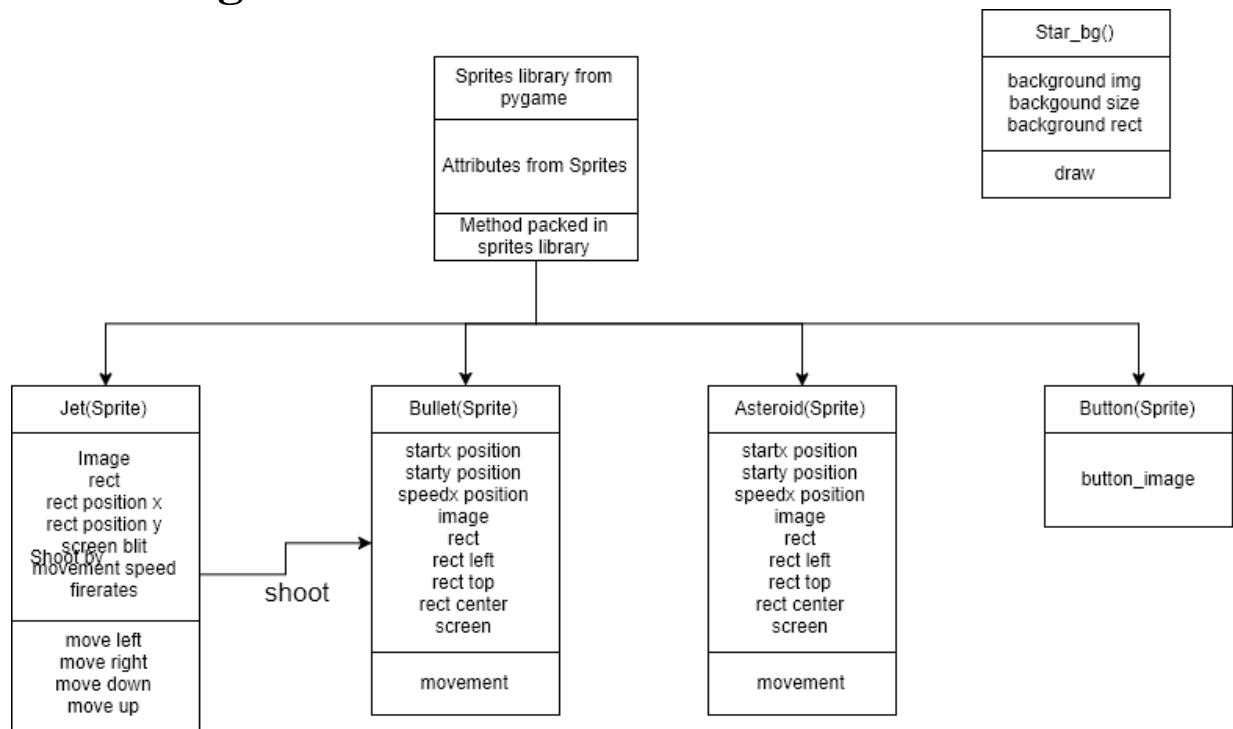 Star_bg()
background img
backgound size
background rect
draw
Sprites library from
pygame
Attributes from Sprites
Method packed in
sprites library
Jet(Sprite)
Image
rect
rect position x
rect position y
screen blit
Shoot by
movement speed
firerates
move left
move right
move down
move up
shoot
Bullet(Sprite)
startx position
starty position
speedx position
image
rect
rect left
rect top
rect center
screen
movement
Asteroid(Sprite)
startx position
starty position
speedx position
image
rect
rect left
rect top
rect center
screen
movement
Button(Sprite)
button_image